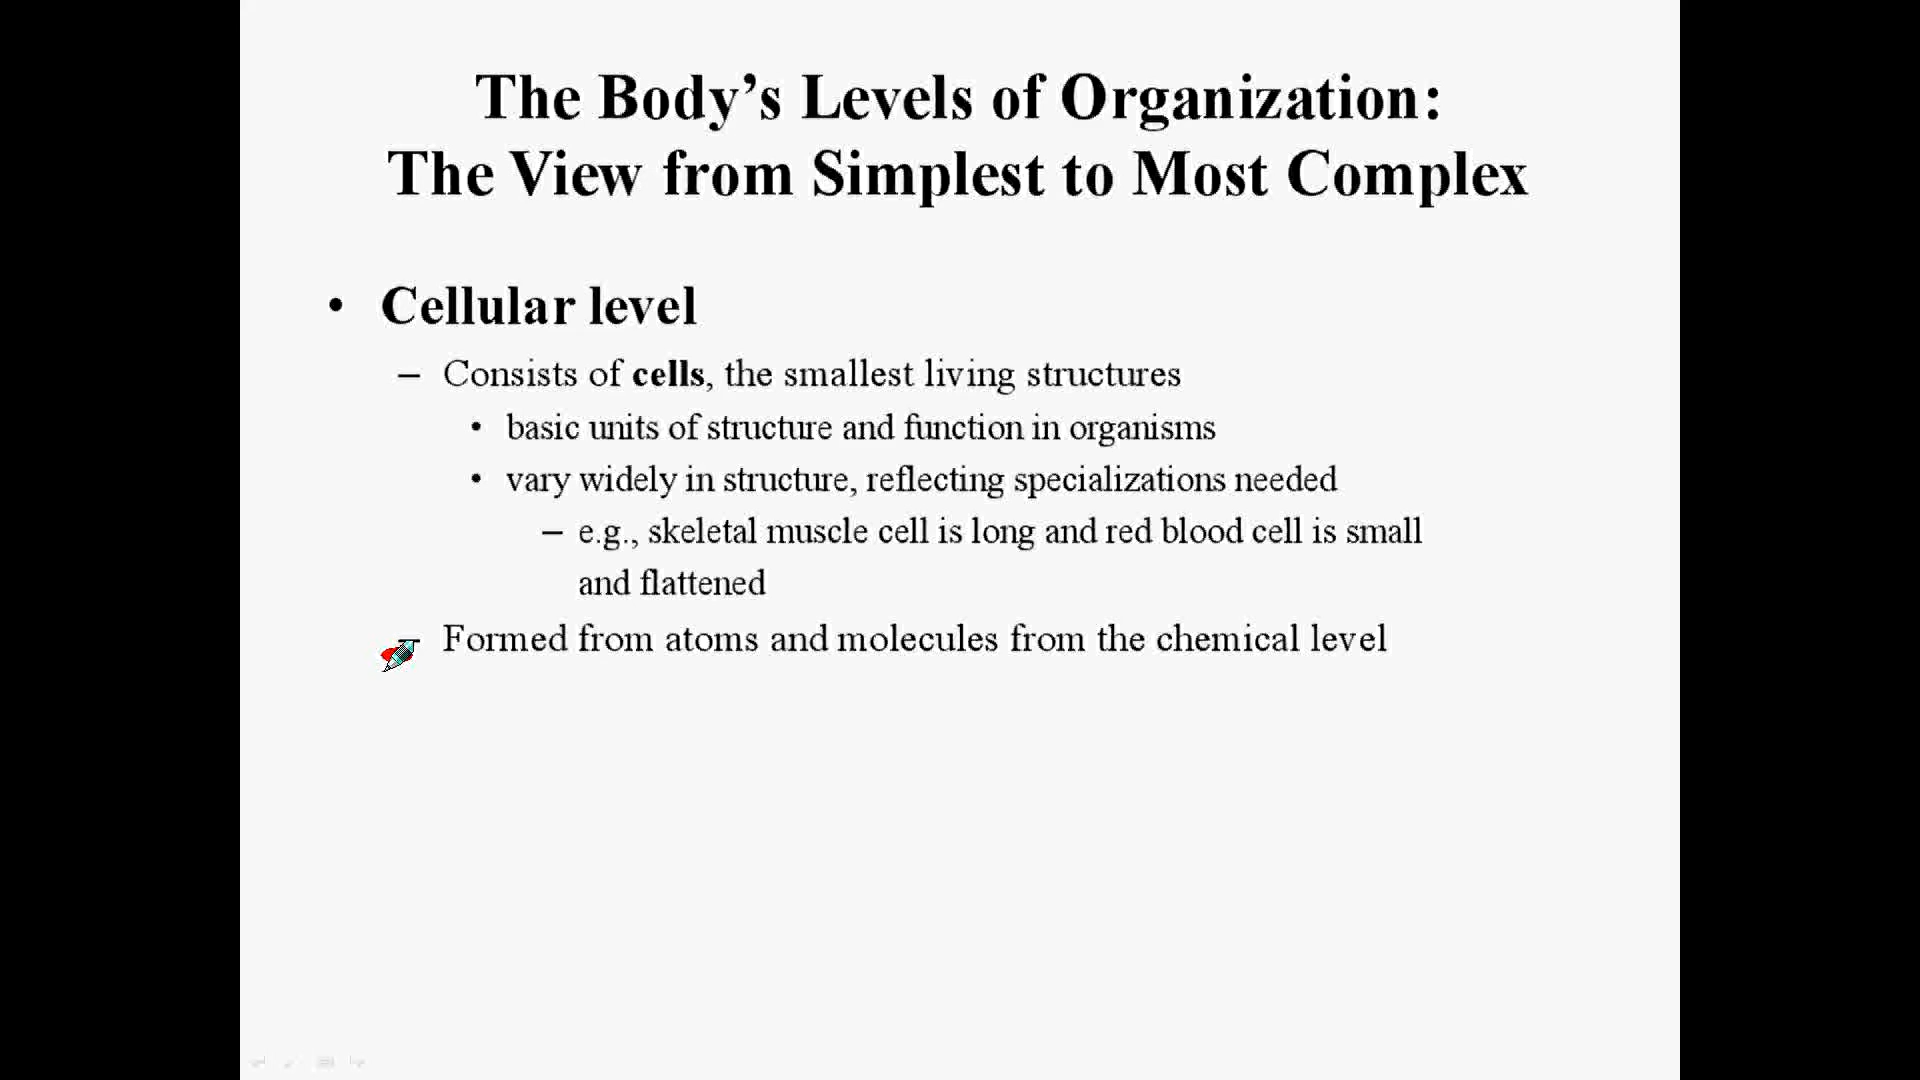 The Body’s Levels of Organization:
The View from Simplest to Most Complex
• Cellular level
– Consists of cells, the smallest living structures
• basic units of structure and function in organisms
• vary widely in structure, reflecting specializations needed
– e.g., skeletal muscle cell is long and red blood cell is small
and flattened
– Formed from atoms and molecules from the chemical level